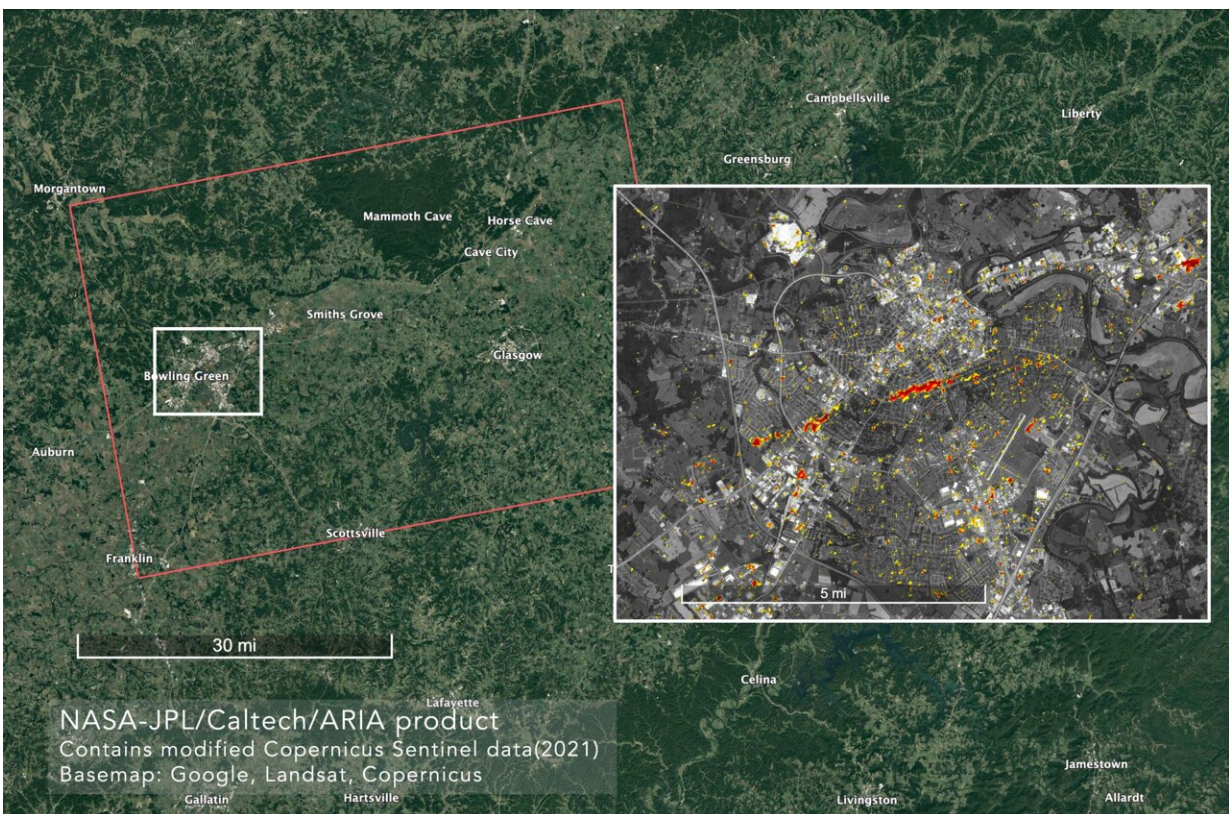 Campbellsville
Liberty
Greensburg
Morgantown
Mammoth Cave
Horse Cave
Cave City
Smiths Grove
Glasgow
Bowling Green
Auburn
Scottsville
Franklin
T
5 mi
30 mi
Celina
Lafayette
NASA-JPL/Caltech/ARIA product
Contains modified Copernicus Sentinel data(2021)
Basemap: Google, Landsat, Copernicus
Jamestown
Gallatin
Hartsville
Livingston
Allardt